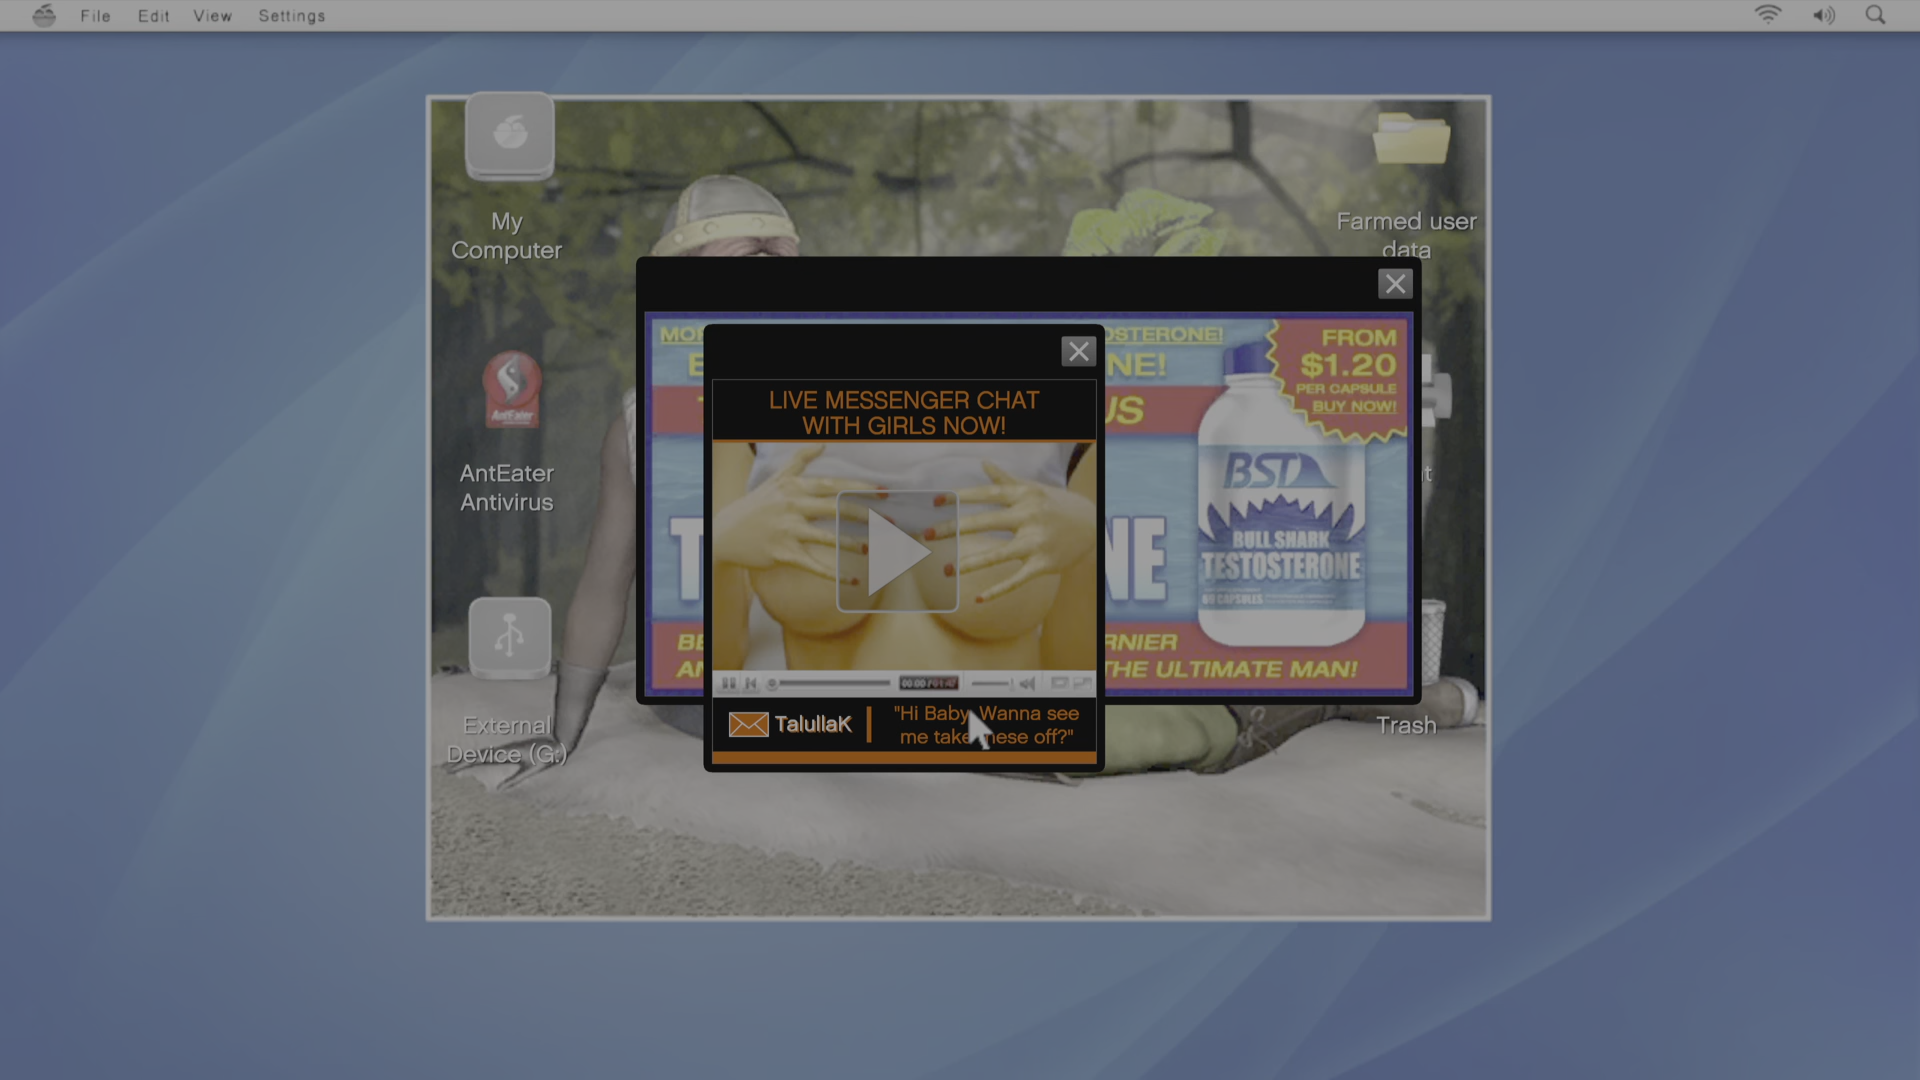 File Edit View Settings
My
Computer
Farmed user
data
AntEater
AntEater
Antivirus
External
Device (G:)
Trash
FROM
$1.20
PER CAPSULE
BUY NOW!
BST
BULL SHARK
TESTOSTERONE
THE ULTIMATE MAN!
LIVE MESSENGER CHAT
WITH GIRLS NOW!
TalullaK
"Hi Baby, Wanna see
me take these off?"